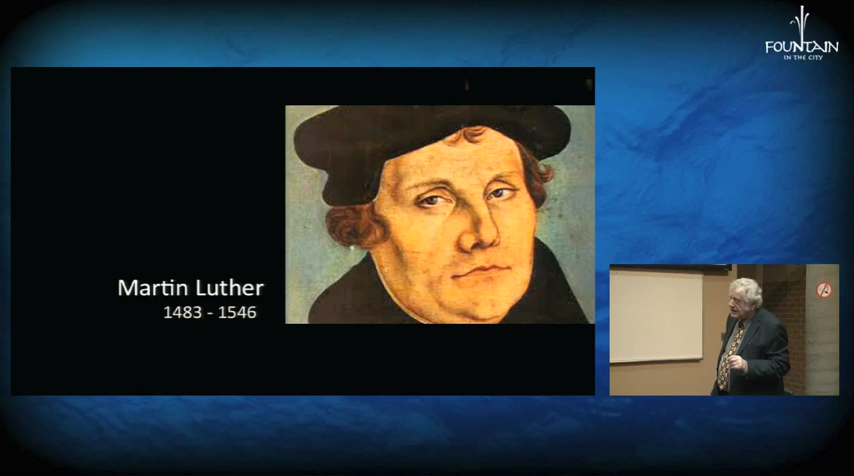 FOUNTAIN
IN THE CITY
Martin Luther
1483 - 1546